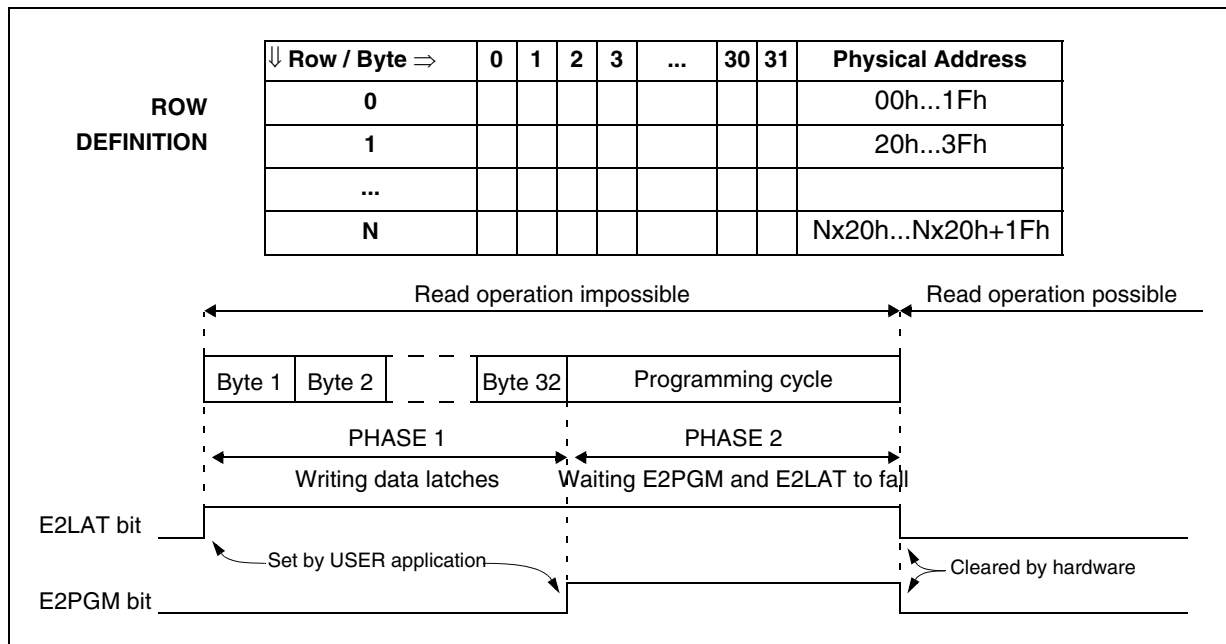 ⇓ Row / Byte ⇒ 0 1 2 3 ... 30 31 Physical Address
ROW DEFINITION
0 00h...1Fh
1 20h...3Fh
...
N Nx20h...Nx20h+1Fh
Read operation impossible Read operation possible
Byte 1 Byte 2 Byte 32 Programming cycle
PHASE 1 PHASE 2
Writing data latches Waiting E2PGM and E2LAT to fall
E2LAT bit
Set by USER application Cleared by hardware
E2PGM bit